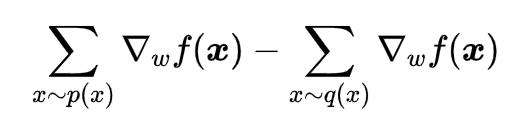 ∑_{x∼p(x)} ∇_w f(𝒙) − ∑_{x∼q(x)} ∇_w f(𝒙)